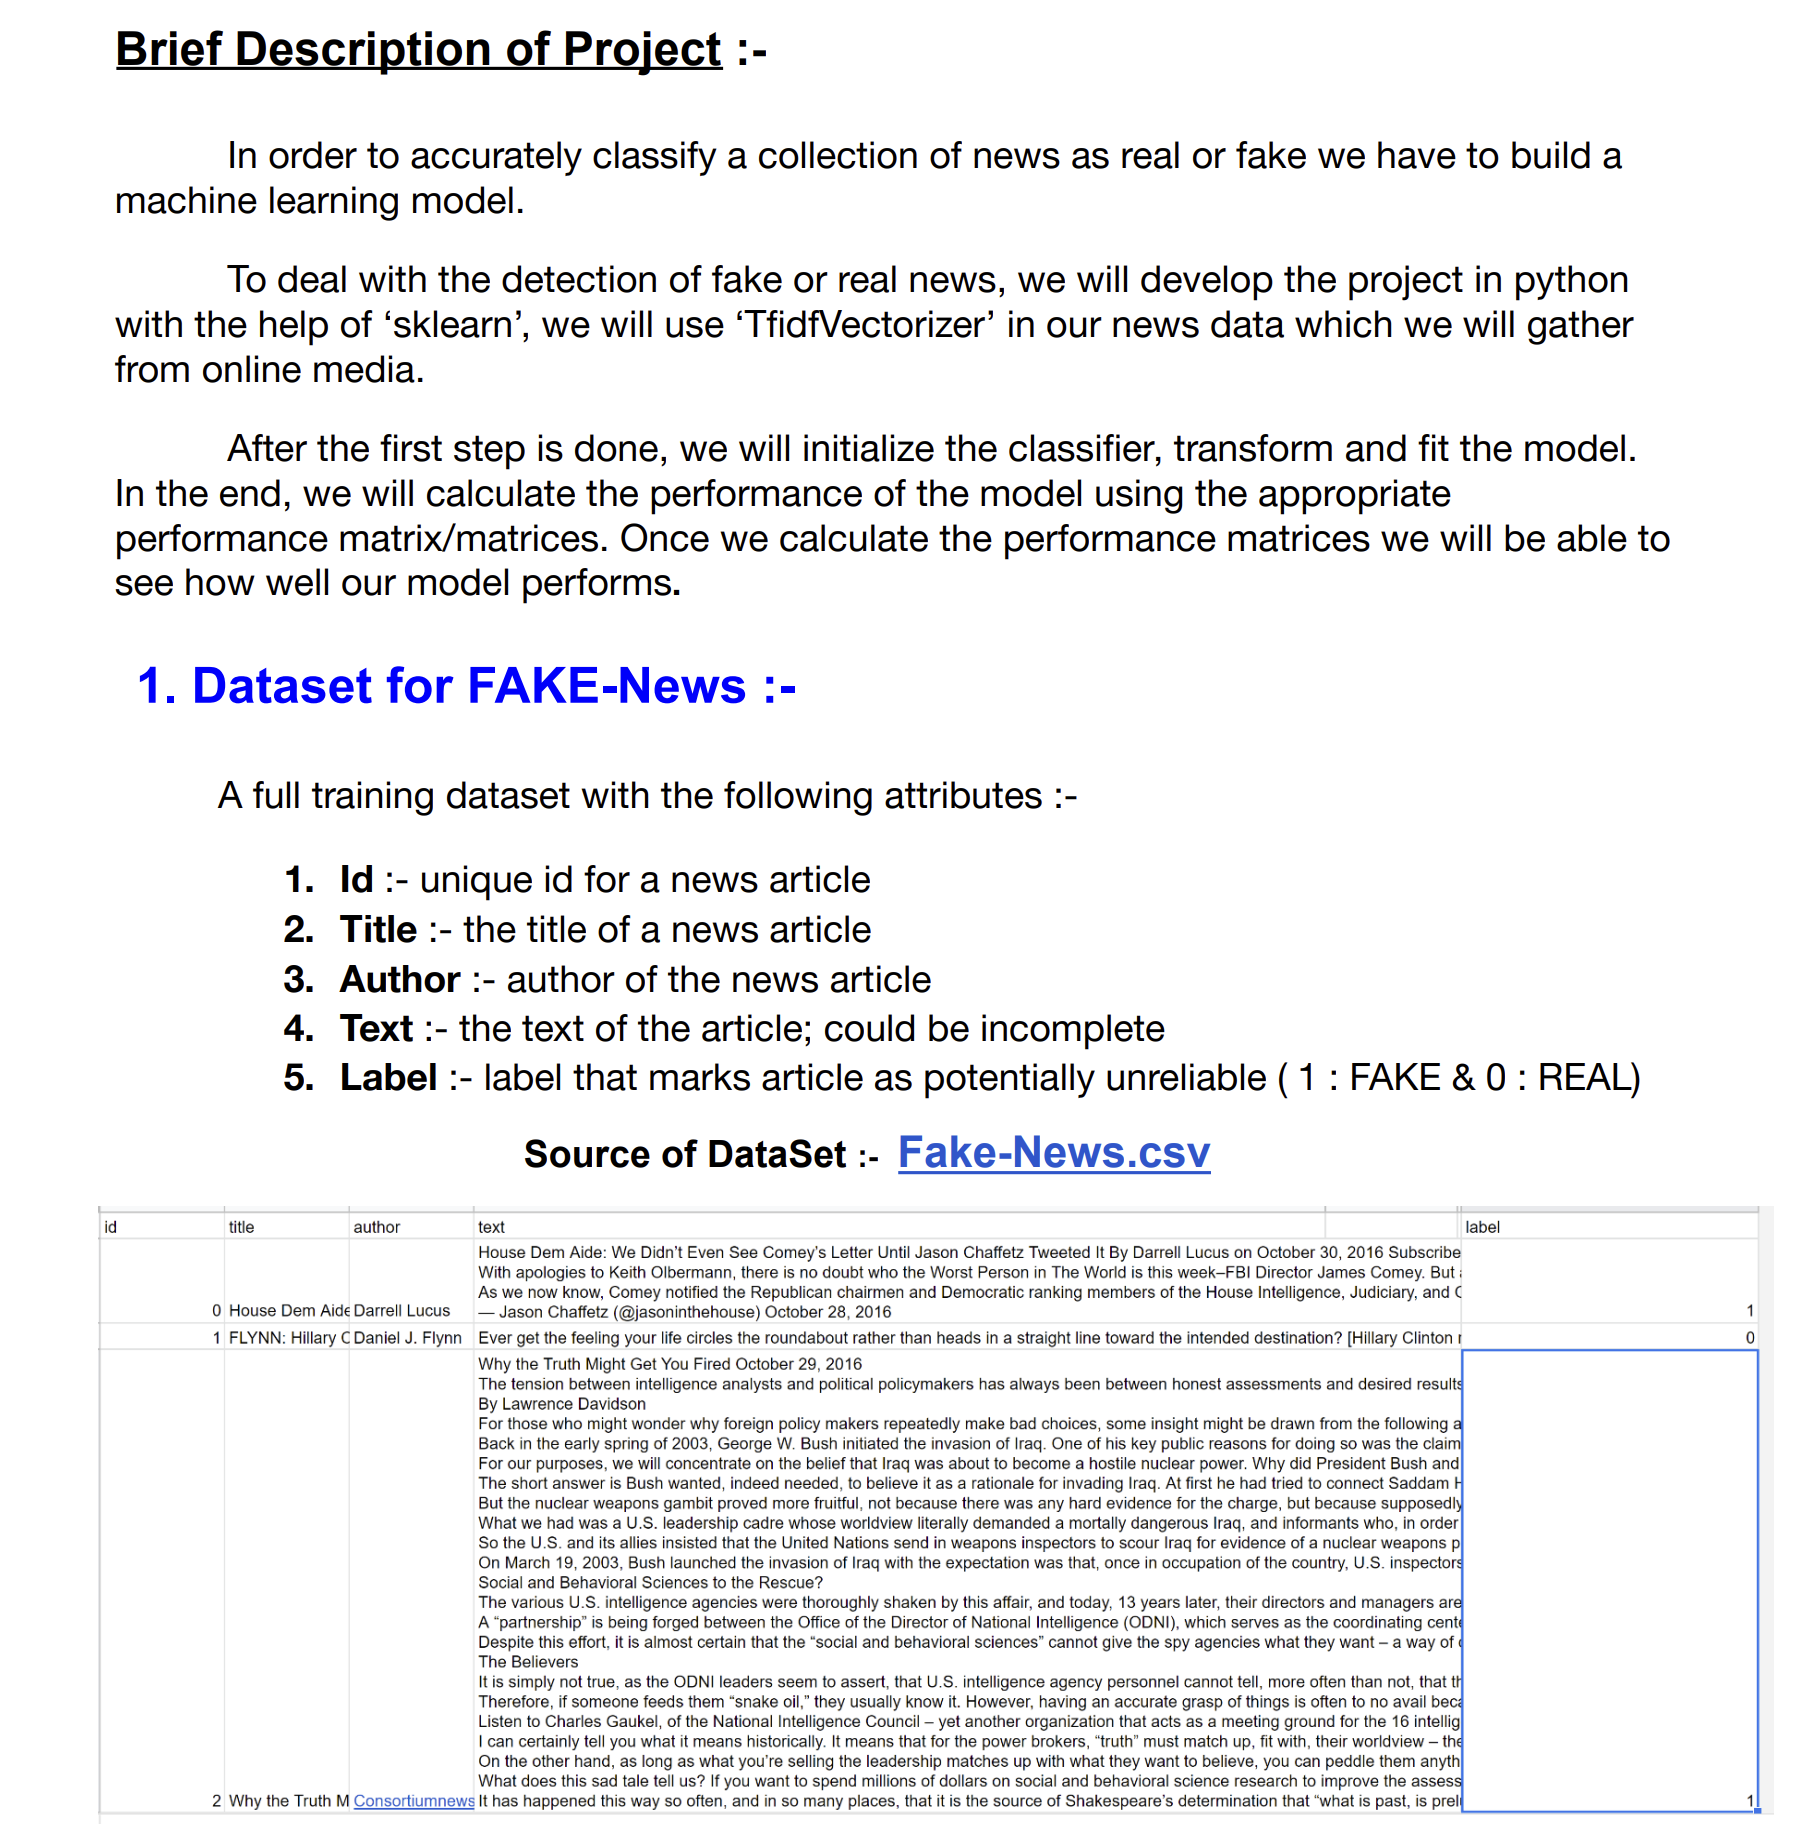 Brief Description of Project :-
In order to accurately classify a collection of news as real or fake we have to build a
machine learning model.
To deal with the detection of fake or real news, we will develop the project in python
with the help of ‘sklearn’, we will use ‘TfidfVectorizer’ in our news data which we will gather
from online media.
After the first step is done, we will initialize the classifier, transform and fit the model.
In the end, we will calculate the performance of the model using the appropriate
performance matrix/matrices. Once we calculate the performance matrices we will be able to
see how well our model performs.
1. Dataset for FAKE-News :-
A full training dataset with the following attributes :-
1. Id :- unique id for a news article
2. Title :- the title of a news article
3. Author :- author of the news article
4. Text :- the text of the article; could be incomplete
5. Label :- label that marks article as potentially unreliable ( 1 : FAKE & 0 : REAL)
Source of DataSet :- Fake-News.csv
id title author text label
House Dem Aide: We Didn’t Even See Comey’s Letter Until Jason Chaffetz Tweeted It By Darrell Lucus on October 30, 2016 Subscribe
With apologies to Keith Olbermann, there is no doubt who the Worst Person in The World is this week–FBI Director James Comey. But
As we now know, Comey notified the Republican chairmen and Democratic ranking members of the House Intelligence, Judiciary, and
0 House Dem Aide Darrell Lucus — Jason Chaffetz (@jasoninthehouse) October 28, 2016 1
1 FLYNN: Hillary C Daniel J. Flynn Ever get the feeling your life circles the roundabout rather than heads in a straight line toward the intended destination? [Hillary Clinton 0
Why the Truth Might Get You Fired October 29, 2016
The tension between intelligence analysts and political policymakers has always been between honest assessments and desired results
By Lawrence Davidson
For those who might wonder why foreign policy makers repeatedly make bad choices, some insight might be drawn from the following a
Back in the early spring of 2003, George W. Bush initiated the invasion of Iraq. One of his key public reasons for doing so was the claim
For our purposes, we will concentrate on the belief that Iraq was about to become a hostile nuclear power. Why did President Bush and
The short answer is Bush wanted, indeed needed, to believe it as a rationale for invading Iraq. At first he had tried to connect Saddam H
But the nuclear weapons gambit proved more fruitful, not because there was any hard evidence for the charge, but because supposedly
What we had was a U.S. leadership cadre whose worldview literally demanded a mortally dangerous Iraq, and informants who, in order
So the U.S. and its allies insisted that the United Nations send in weapons inspectors to scour Iraq for evidence of a nuclear weapons p
On March 19, 2003, Bush launched the invasion of Iraq with the expectation was that, once in occupation of the country, U.S. inspectors
Social and Behavioral Sciences to the Rescue?
The various U.S. intelligence agencies were thoroughly shaken by this affair, and today, 13 years later, their directors and managers are
A “partnership” is being forged between the Office of the Director of National Intelligence (ODNI), which serves as the coordinating cente
Despite this effort, it is almost certain that the “social and behavioral sciences” cannot give the spy agencies what they want – a way of
The Believers
It is simply not true, as the ODNI leaders seem to assert, that U.S. intelligence agency personnel cannot tell, more often than not, that th
Therefore, if someone feeds them “snake oil,” they usually know it. However, having an accurate grasp of things is often to no avail beca
Listen to Charles Gaukel, of the National Intelligence Council – yet another organization that acts as a meeting ground for the 16 intellig
I can certainly tell you what it means historically. It means that for the power brokers, “truth” must match up, fit with, their worldview – the
On the other hand, as long as what you’re selling the leadership matches up with what they want to believe, you can peddle them anyth
What does this sad tale tell us? If you want to spend millions of dollars on social and behavioral science research to improve the assess
2 Why the Truth M Consortiumnews It has happened this way so often, and in so many places, that it is the source of Shakespeare’s determination that “what is past, is prel 1